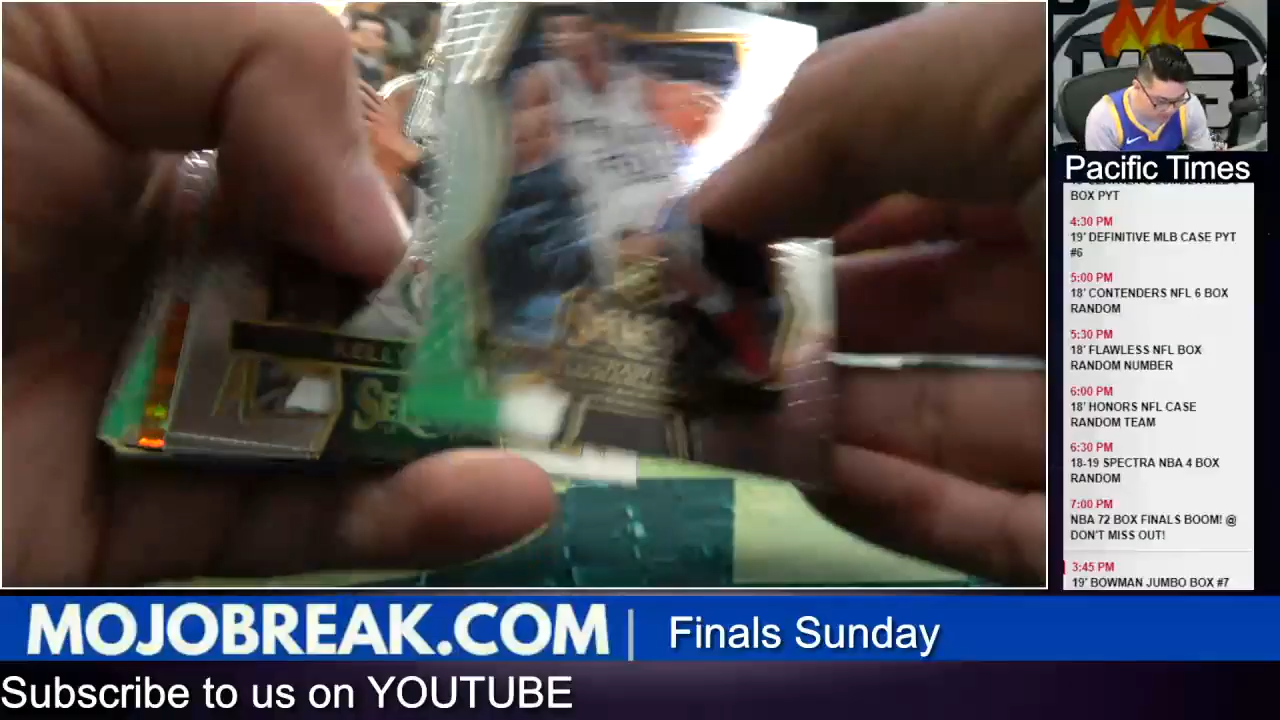 KELLY
SELECT
Pacific Times
BOX PYT
4:30 PM
19' DEFINITIVE MLB CASE PYT
#6
5:00 PM
18' CONTENDERS NFL 6 BOX
RANDOM
5:30 PM
18' FLAWLESS NFL BOX
RANDOM NUMBER
6:00 PM
18' HONORS NFL CASE
RANDOM TEAM
6:30 PM
18-19 SPECTRA NBA 4 BOX
RANDOM
7:00 PM
NBA 72 BOX FINALS BOOM! @
DON'T MISS OUT!
3:45 PM
19' BOWMAN JUMBO BOX #7
MOJOBREAK.COM | Finals Sunday
Subscribe to us on YOUTUBE